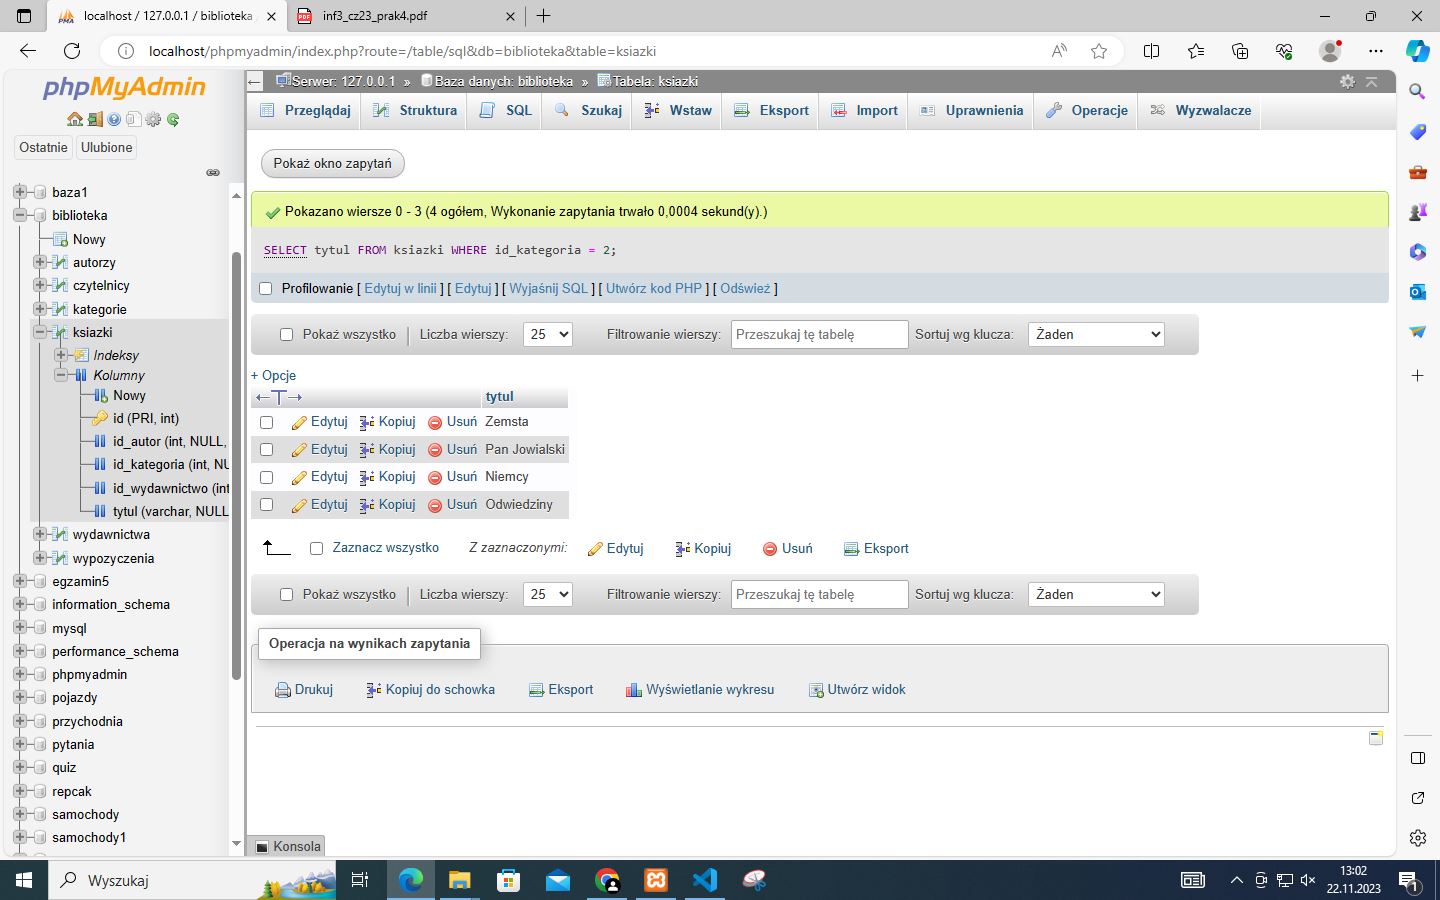 localhost / 127.0.0.1 / biblioteka
inf3_cz23_prak4.pdf
localhost/phpmyadmin/index.php?route=/table/sql&db=biblioteka&table=ksiazki
phpMyAdmin
Ostatnie
Ulubione
baza1
biblioteka
Nowy
autorzy
czytelnicy
kategorie
ksiazki
Indeksy
Kolumny
Nowy
id (PRI, int)
id_autor (int, NULL,
id_kategoria (int, NU
id_wydawnictwo (int
tytul (varchar, NULL
wydawnictwa
wypozyczenia
egzamin5
information_schema
mysql
performance_schema
phpmyadmin
pojazdy
przychodnia
pytania
quiz
repcak
samochody
samochody1
Serwer: 127.0.0.1 » Baza danych: biblioteka » Tabela: ksiazki
Przeglądaj Struktura SQL Szukaj Wstaw Eksport Import Uprawnienia Operacje Wyzwalacze
Pokaż okno zapytań
Pokazano wiersze 0 - 3 (4 ogółem, Wykonanie zapytania trwało 0,0004 sekund(y).)
SELECT tytul FROM ksiazki WHERE id_kategoria = 2;
Profilowanie [ Edytuj w linii ] [ Edytuj ] [ Wyjaśnij SQL ] [ Utwórz kod PHP ] [ Odśwież ]
Pokaż wszystko | Liczba wierszy: 25 Filtrowanie wierszy: Przeszukaj tę tabelę Sortuj wg klucza: Żaden
+ Opcje
←T→ tytul
Edytuj Kopiuj Usuń Zemsta
Edytuj Kopiuj Usuń Pan Jowialski
Edytuj Kopiuj Usuń Niemcy
Edytuj Kopiuj Usuń Odwiedziny
Zaznacz wszystko Z zaznaczonymi: Edytuj Kopiuj Usuń Eksport
Pokaż wszystko | Liczba wierszy: 25 Filtrowanie wierszy: Przeszukaj tę tabelę Sortuj wg klucza: Żaden
Operacja na wynikach zapytania
Drukuj Kopiuj do schowka Eksport Wyświetlanie wykresu Utwórz widok
Konsola
Wyszukaj
13:02
22.11.2023
1